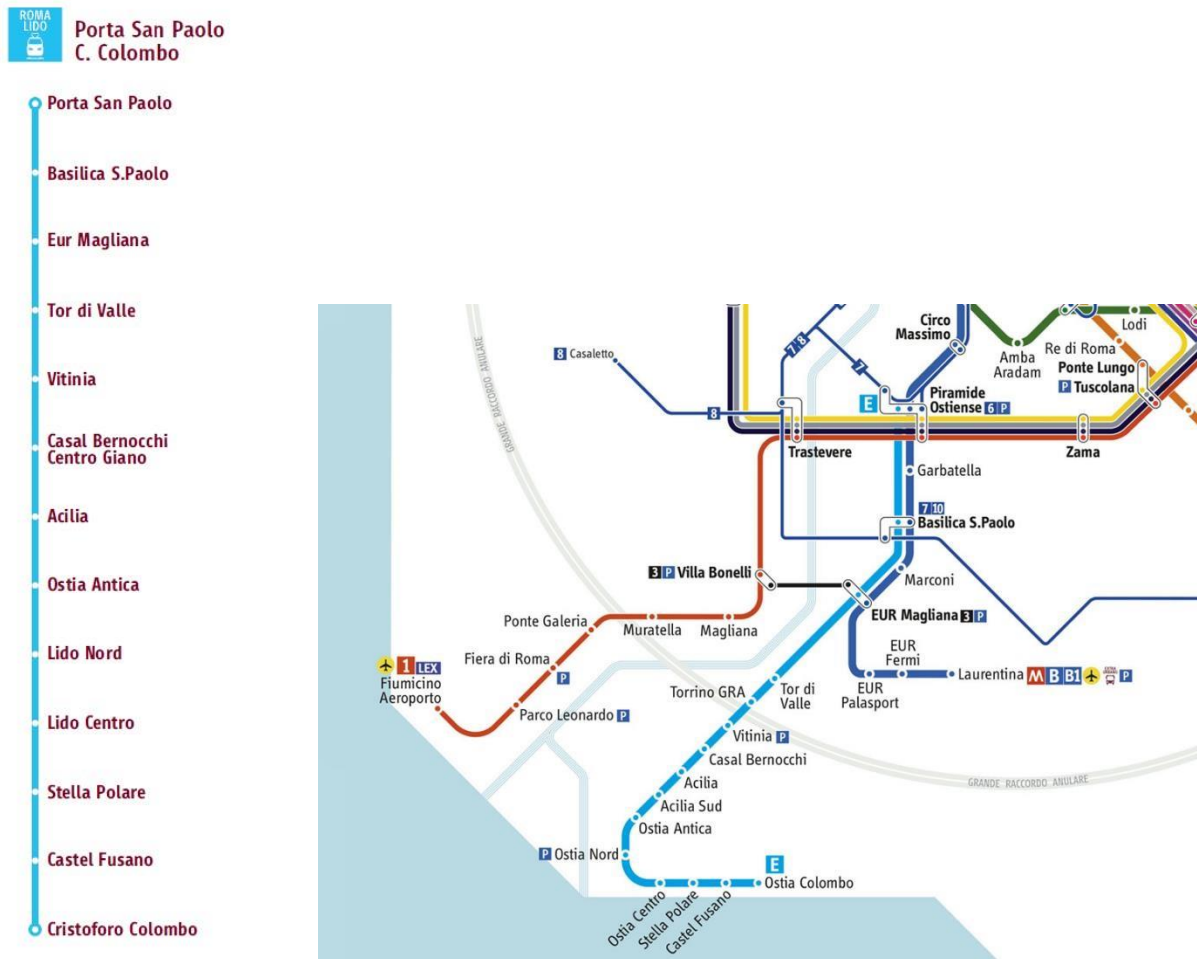 ROMA
LIDO
Porta San Paolo
C. Colombo
Porta San Paolo
Basilica S.Paolo
Eur Magliana
Tor di Valle
Vitinia
Casal Bernocchi
Centro Giano
Acilia
Ostia Antica
Lido Nord
Lido Centro
Stella Polare
Castel Fusano
Cristoforo Colombo
Circo
Massimo
Lodi
Amba
Aradam
Re di Roma
Ponte Lungo
P Tuscolana
8 Casaletto
7 8
7
8
GRANDE RACCORDO ANULARE
E
Piramide
Ostiense 6 P
Trastevere
Zama
Garbatella
7 10
Basilica S.Paolo
Marconi
3 P Villa Bonelli
EUR Magliana 3 P
Ponte Galeria
Muratella
Magliana
EUR
Fermi
Fiera di Roma
P
1 LEX
Fiumicino
Aeroporto
Laurentina M B B1 P
EUR
Palasport
Tor di
Valle
Torrino GRA
Parco Leonardo P
Vitinia P
Casal Bernocchi
Acilia
GRANDE RACCORDO ANULARE
Acilia Sud
Ostia Antica
P Ostia Nord
E
Ostia Colombo
Ostia Centro
Stella Polare
Castel Fusano